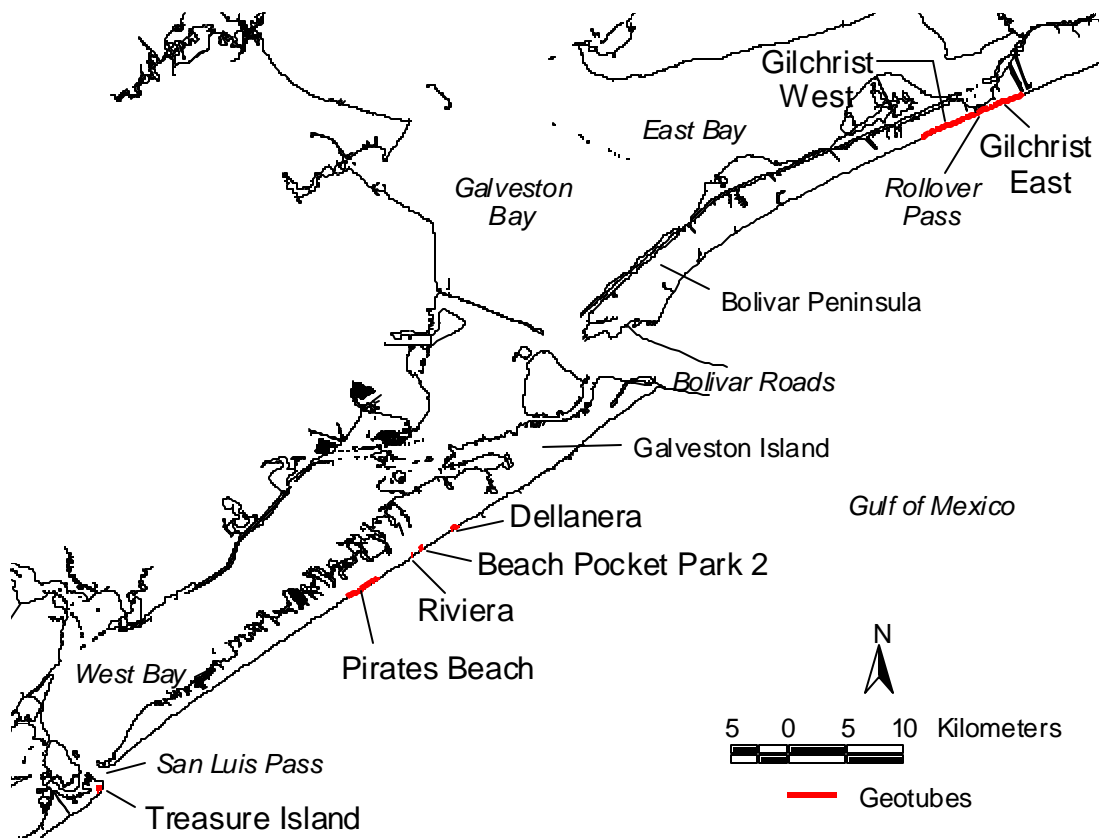 Gilchrist
West
East Bay
Gilchrist
East
Galveston
Bay
Rollover
Pass
Bolivar Peninsula
Bolivar Roads
Galveston Island
Gulf of Mexico
Dellanera
Beach Pocket Park 2
Riviera
Pirates Beach
West Bay
N
5 0 5 10 Kilometers
San Luis Pass
Geotubes
Treasure Island